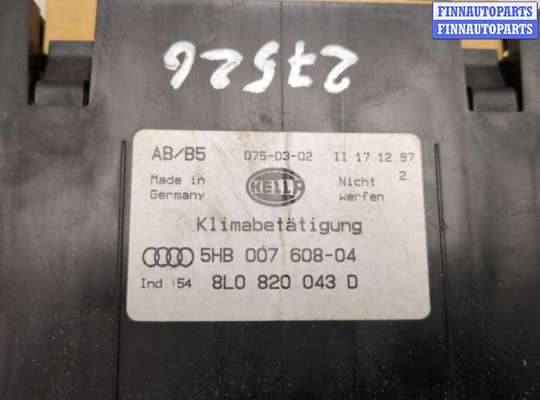 FINNAUTOPARTS
FINNAUTOPARTS
27526
AB/B5 D75-03-02 II 17.12.97
2
Made in Germany
HELLA
Nicht werfen
Klimabetätigung
5HB 007 608-04
Ind :54 8L0 820 043 D